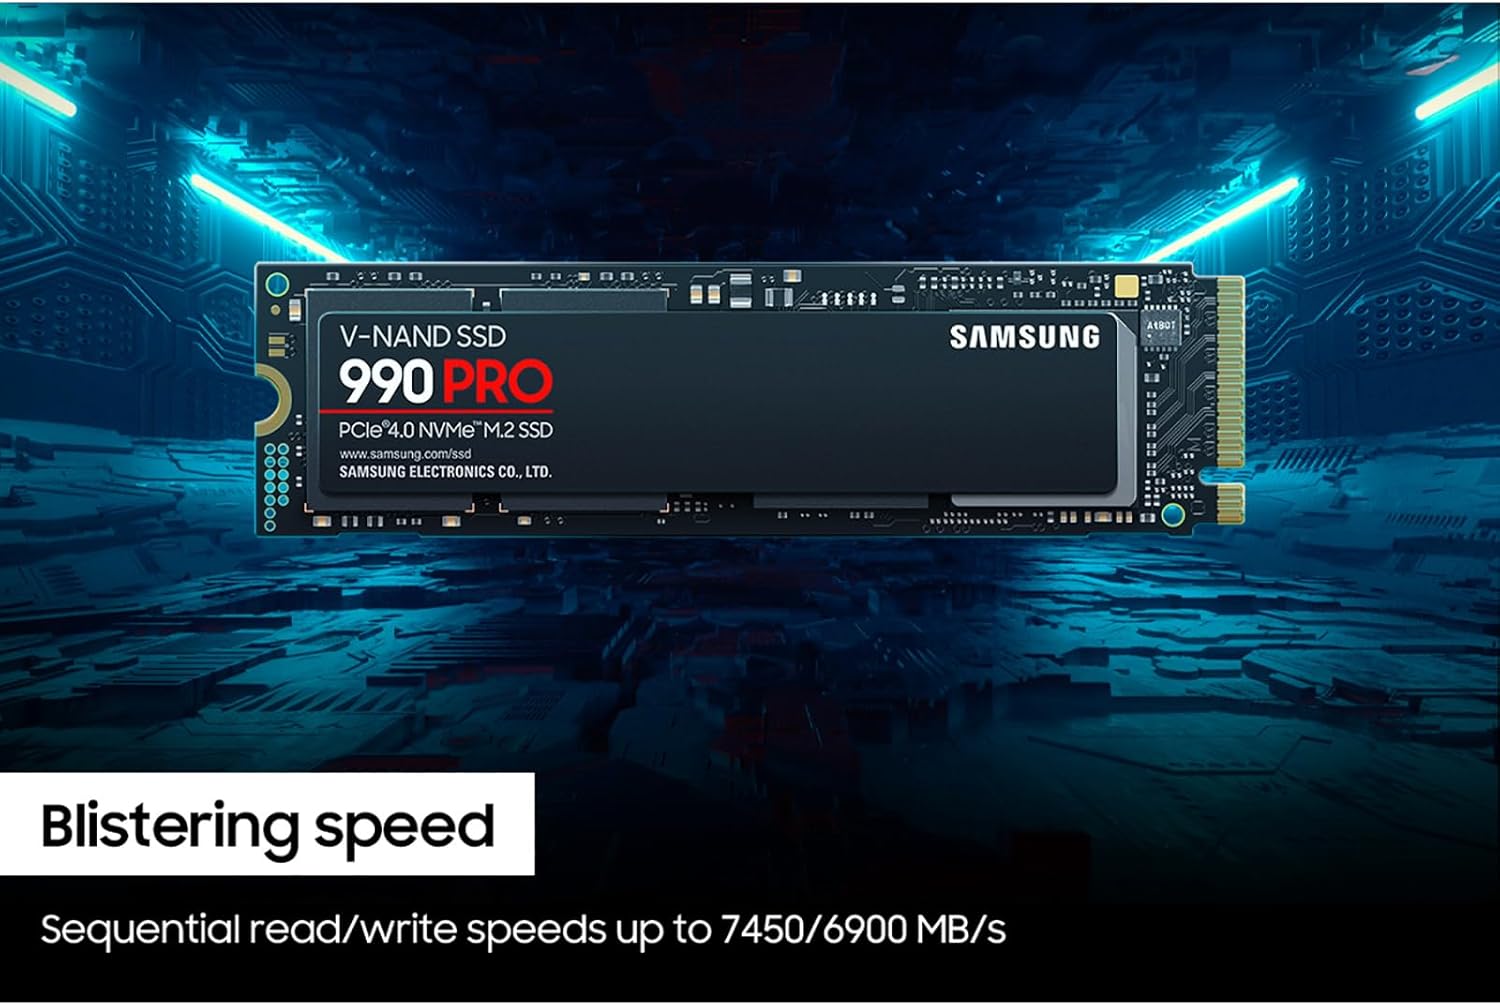 V-NAND SSD
SAMSUNG
A1B0T
990 PRO
PCIe®4.0 NVMe™ M.2 SSD
www.samsung.com/ssd
SAMSUNG ELECTRONICS CO., LTD.
Blistering speed
Sequential read/write speeds up to 7450/6900 MB/s